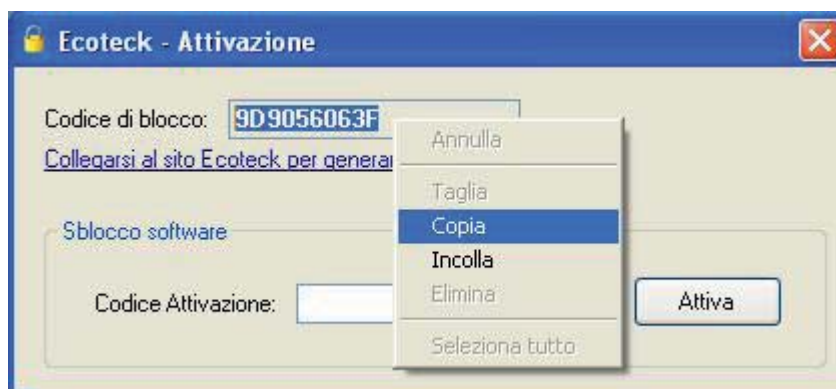 Ecoteck - Attivazione
Codice di blocco: 9D9056063F
Collegarsi al sito Ecoteck per
Annulla
Taglia
Copia
Incolla
Elimina
Seleziona tutto
Sblocco software
Codice Attivazione:
Attiva